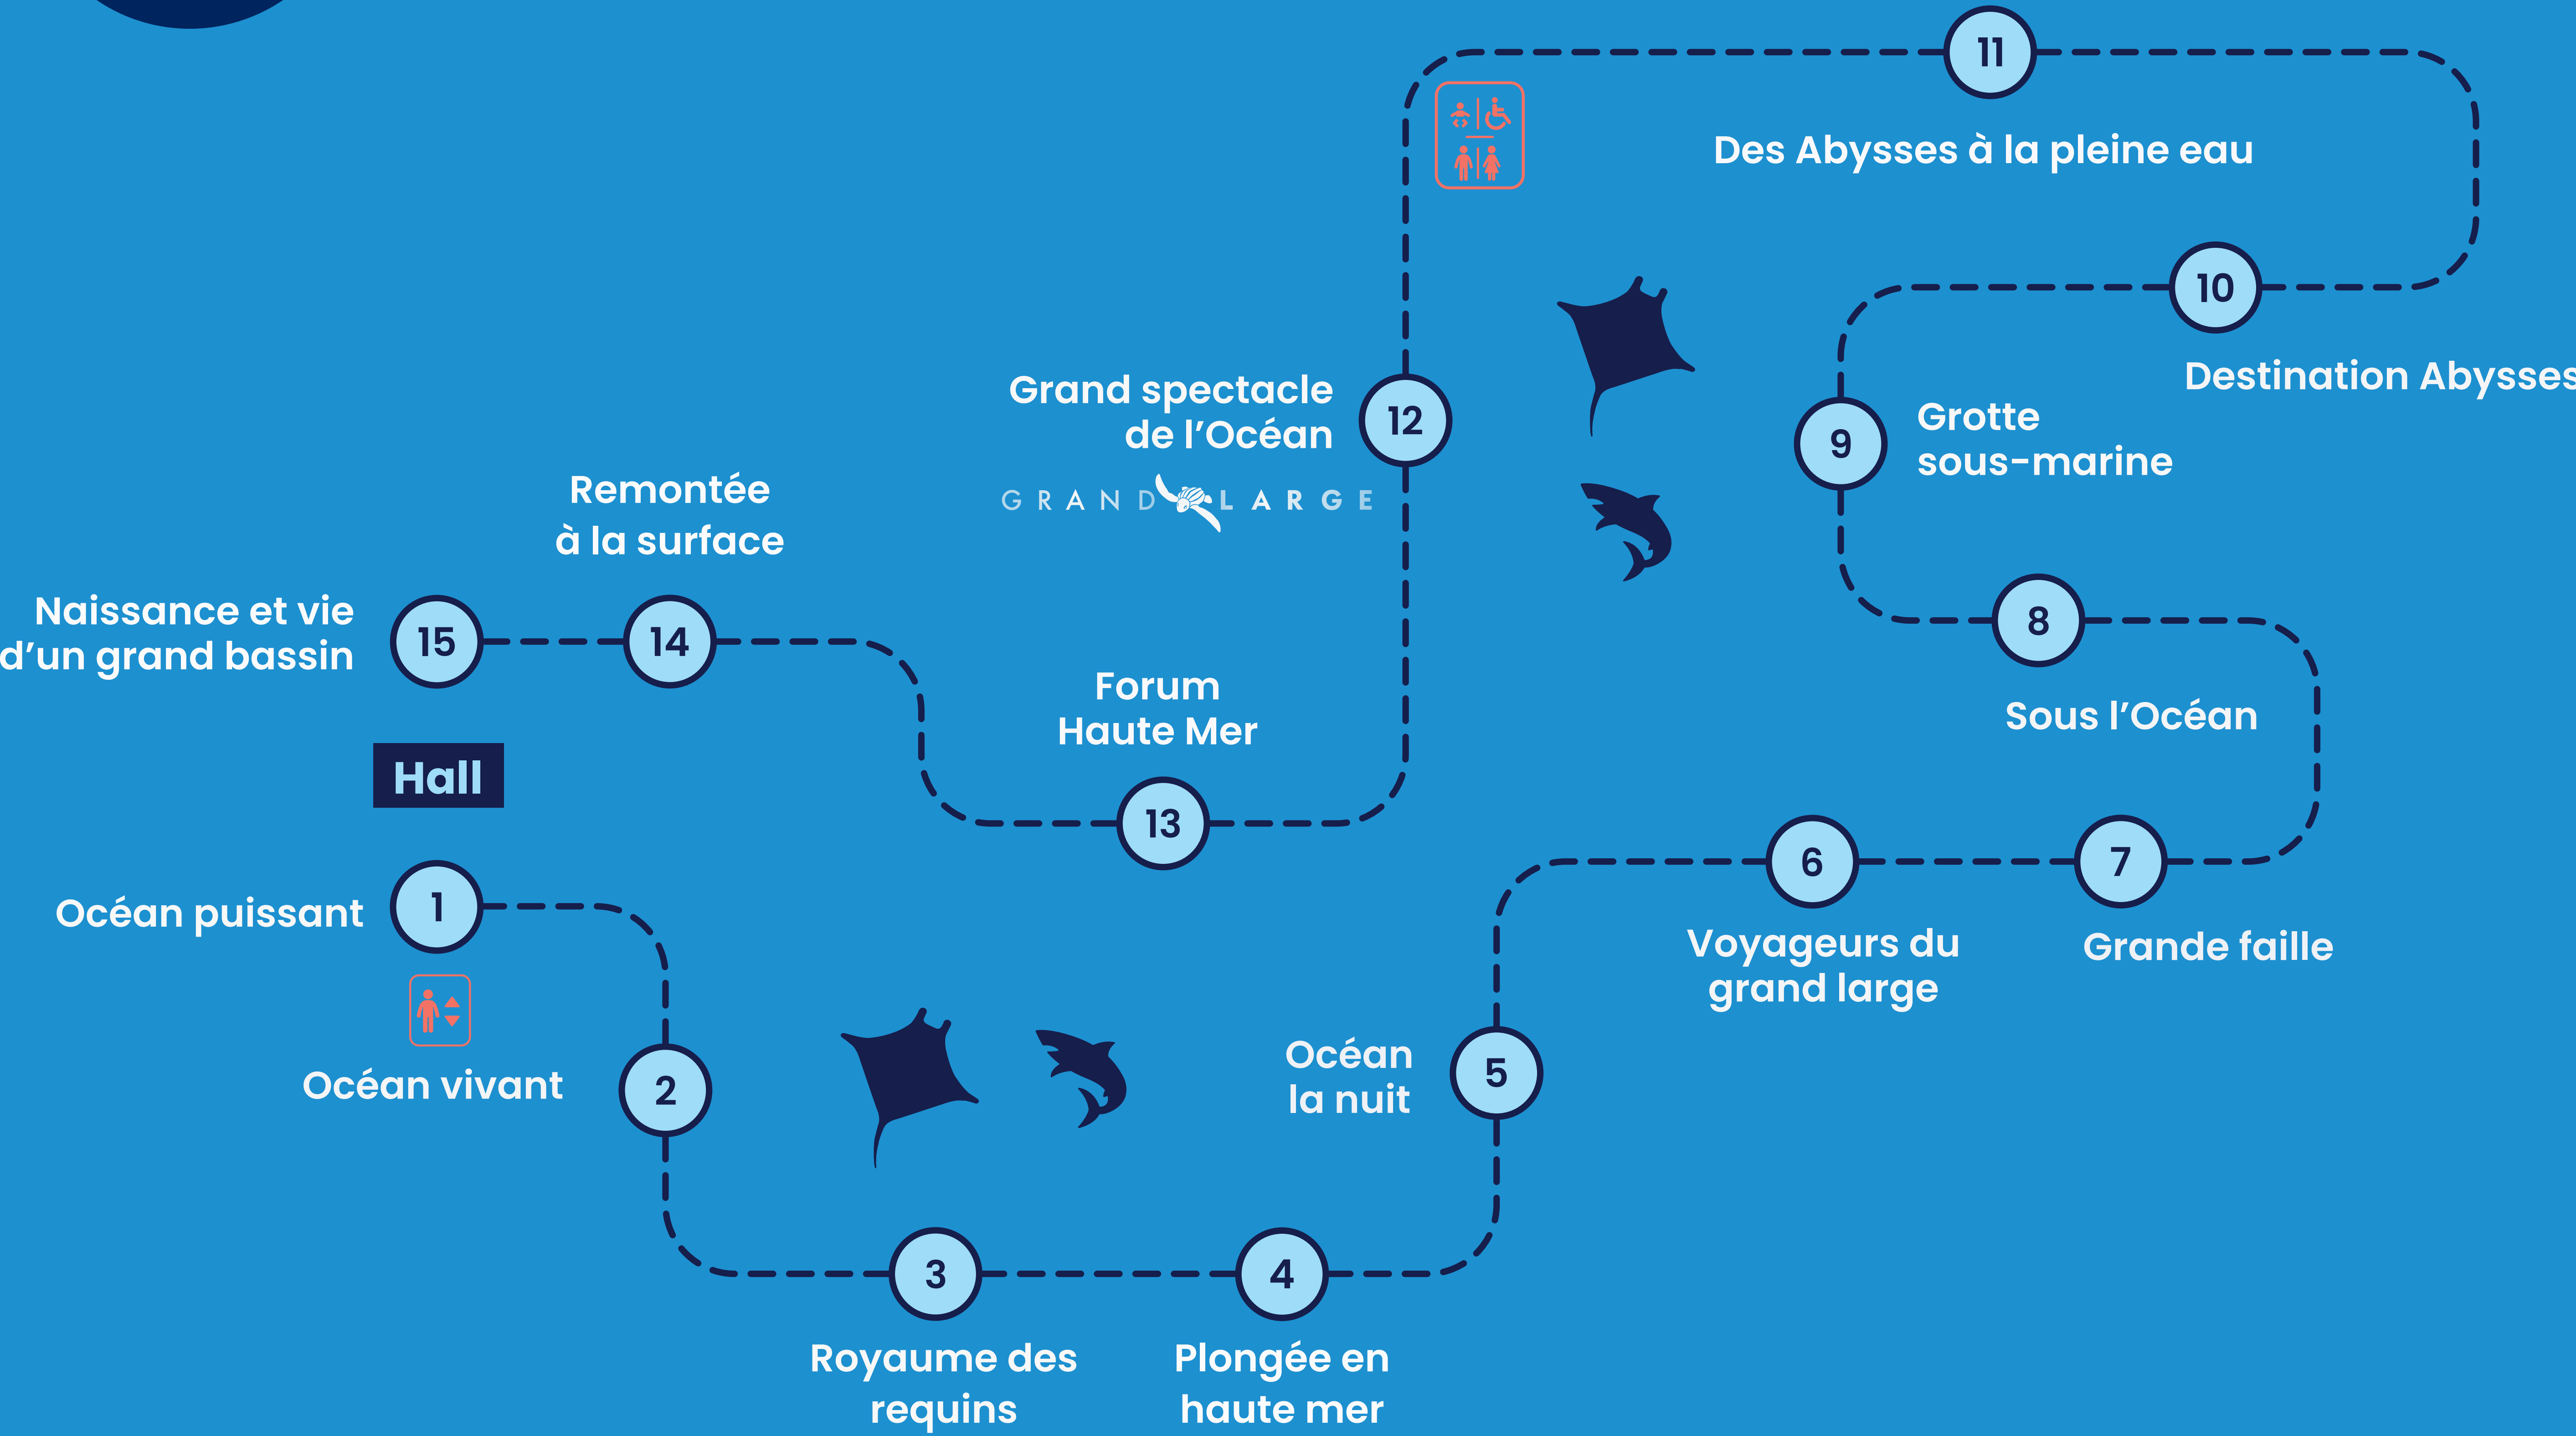 11
Des Abysses à la pleine eau
10
Destination Abysses
Grand spectacle
de l’Océan
12
GRAND LARGE
9
Grotte
sous-marine
Remontée
à la surface
Naissance et vie
d’un grand bassin
15
14
8
Sous l’Océan
Forum
Haute Mer
13
Hall
Océan puissant
1
6
7
Voyageurs du
grand large
Grande faille
Océan vivant
2
Océan
la nuit
5
3
4
Royaume des
requins
Plongée en
haute mer